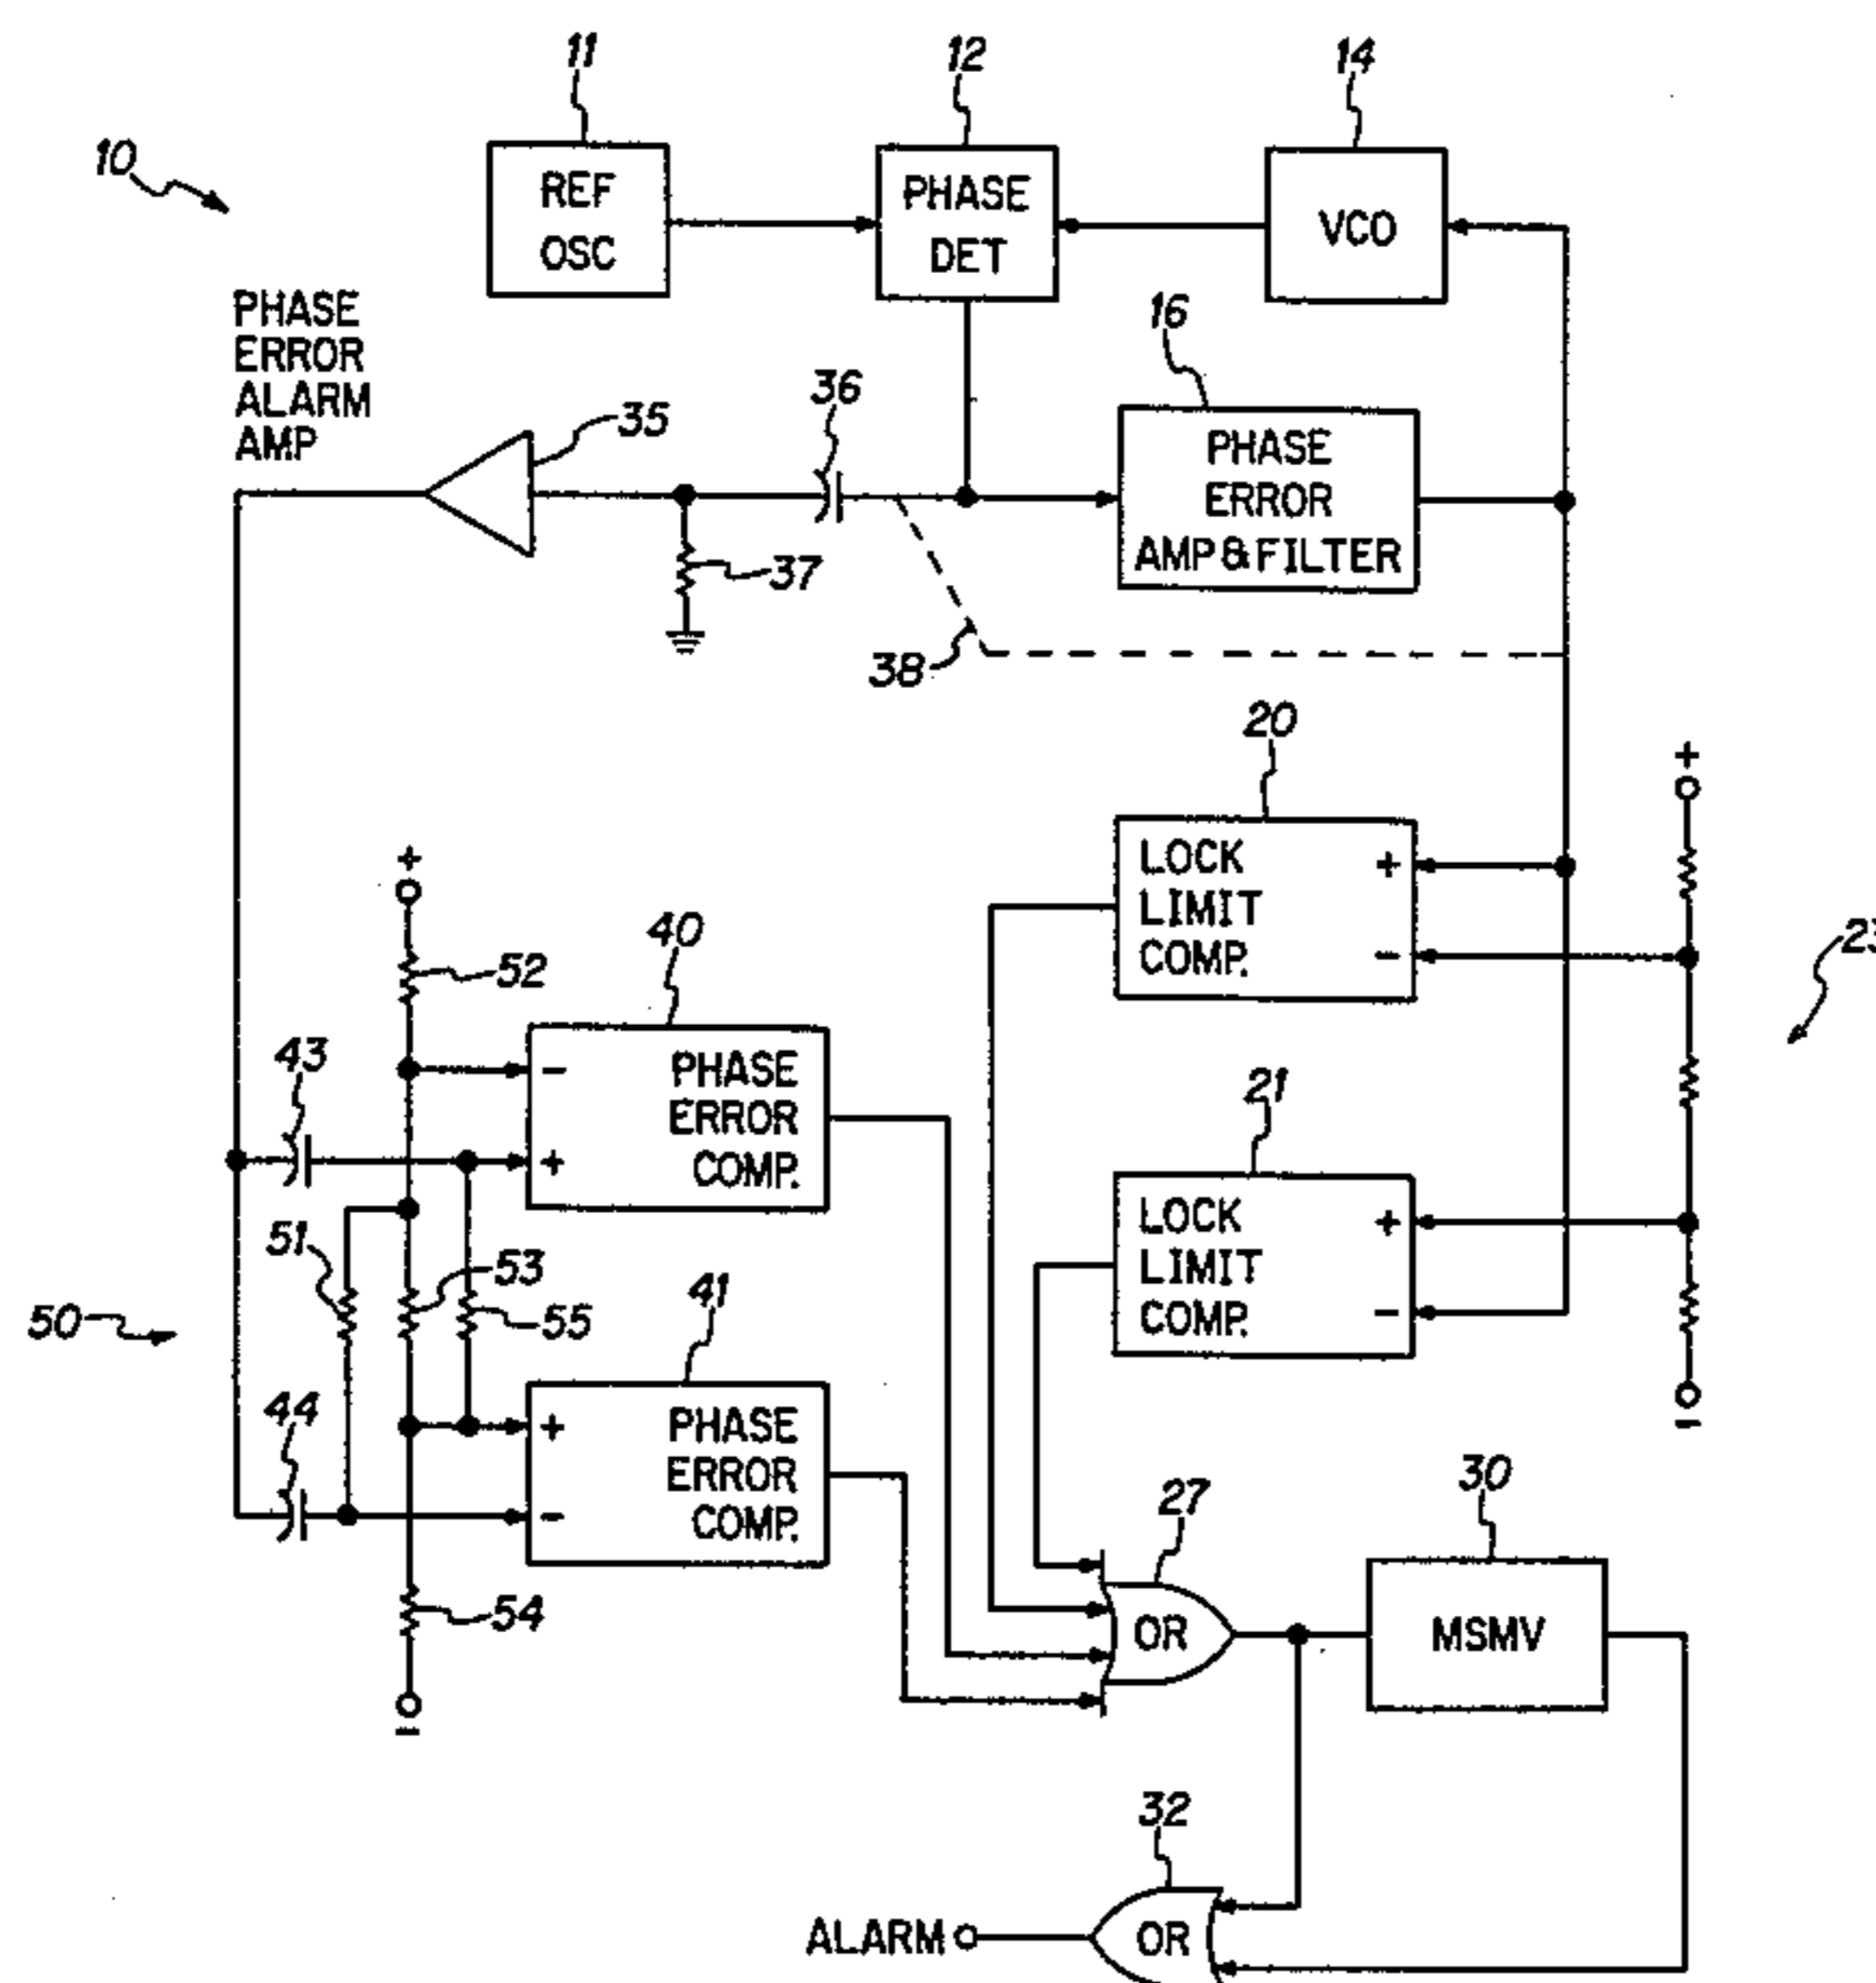 11
12
14
10
REF
OSC
PHASE
DET
VCO
PHASE
ERROR
ALARM
AMP
35
36
16
PHASE
ERROR
AMP & FILTER
37
38
20
+
LOCK
LIMIT
COMP.
+
-
23
+
52
40
43
-
PHASE
ERROR
COMP.
+
21
LOCK
LIMIT
COMP.
+
-
51
53
55
50
41
44
+
PHASE
ERROR
COMP.
-
-
54
-
27
OR
30
MSMV
32
OR
ALARM